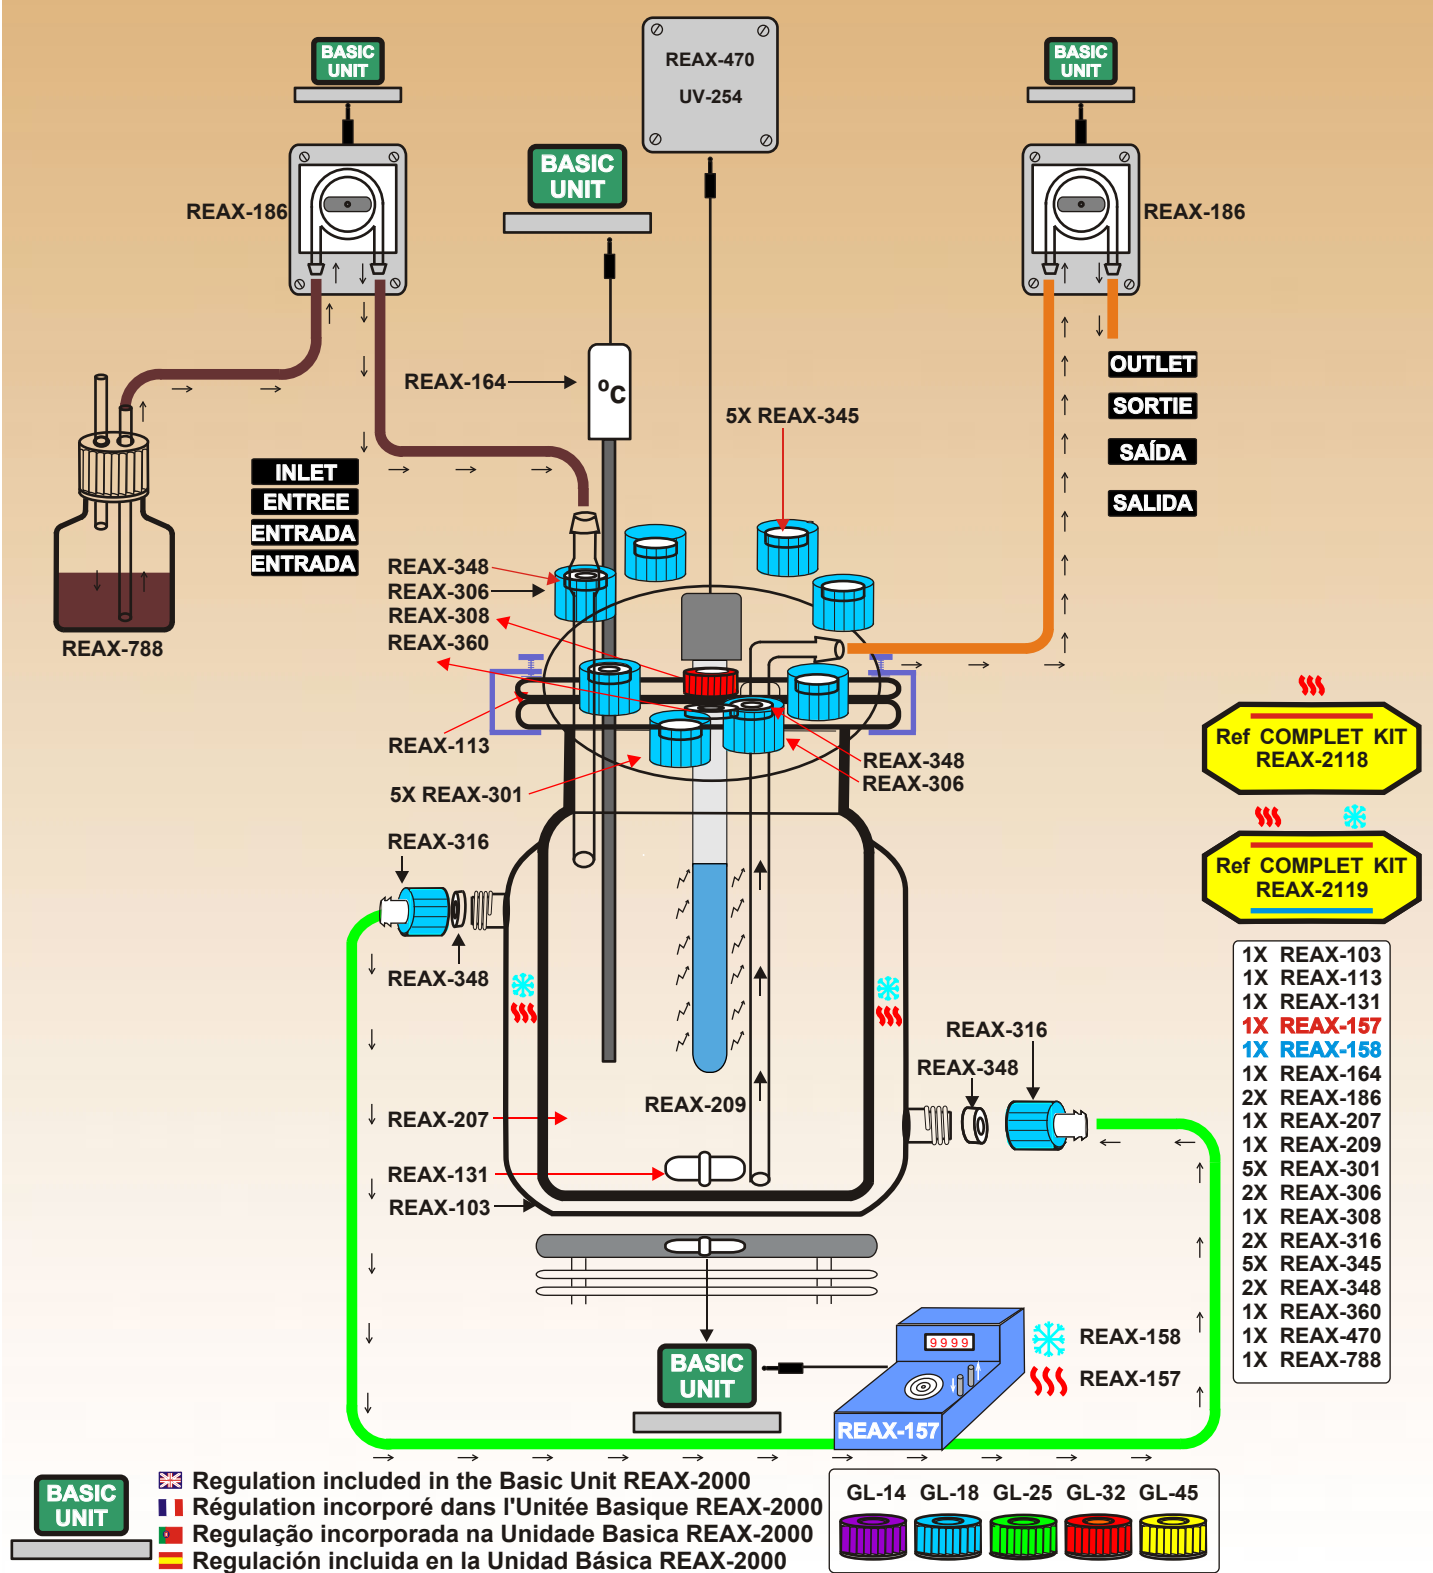 BASIC
UNIT
REAX-470
UV-254
BASIC
UNIT
BASIC
UNIT
REAX-186
REAX-186
REAX-164
ºC
OUTLET
SORTIE
SAÍDA
SALIDA
5X REAX-345
INLET
ENTREE
ENTRADA
ENTRADA
REAX-348
REAX-306
REAX-308
REAX-360
REAX-788
REAX-113
5X REAX-301
REAX-348
REAX-306
Ref COMPLET KIT
REAX-2118
Ref COMPLET KIT
REAX-2119
REAX-316
REAX-348
REAX-316
REAX-348
REAX-209
REAX-207
REAX-131
REAX-103
1X REAX-103
1X REAX-113
1X REAX-131
1X REAX-157
1X REAX-158
1X REAX-164
2X REAX-186
1X REAX-207
1X REAX-209
5X REAX-301
2X REAX-306
1X REAX-308
2X REAX-316
5X REAX-345
2X REAX-348
1X REAX-360
1X REAX-470
1X REAX-788
9999
REAX-158
REAX-157
BASIC
UNIT
REAX-157
BASIC
UNIT
Regulation included in the Basic Unit REAX-2000
Régulation incorporé dans l'Unitée Basique REAX-2000
Regulação incorporada na Unidade Basica REAX-2000
Regulación incluida en la Unidad Básica REAX-2000
GL-14 GL-18 GL-25 GL-32 GL-45